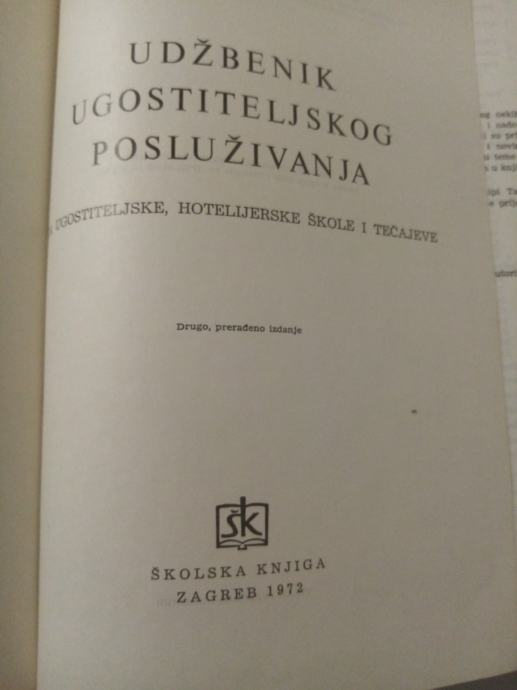 UDŽBENIK
UGOSTITELJSKOG
POSLUŽIVANJA
UGOSTITELJSKE, HOTELIJERSKE ŠKOLE I TEČAJEVE
Drugo, prerađeno izdanje
ŠK
ŠKOLSKA KNJIGA
ZAGREB 1972